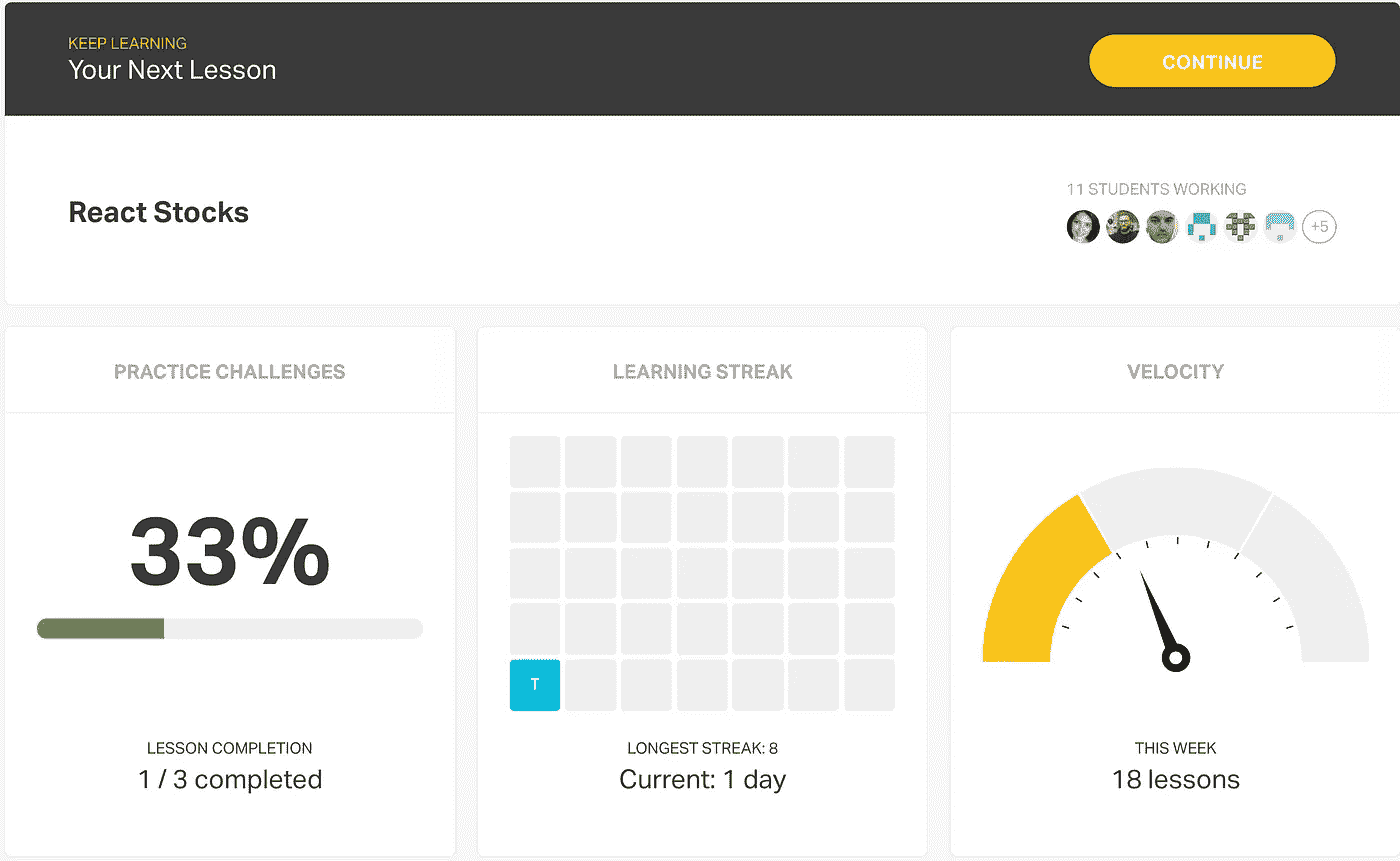 KEEP LEARNING
Your Next Lesson
CONTINUE
React Stocks
11 STUDENTS WORKING
+5
PRACTICE CHALLENGES
33%
LESSON COMPLETION
1 / 3 completed
LEARNING STREAK
T
LONGEST STREAK: 8
Current: 1 day
VELOCITY
THIS WEEK
18 lessons